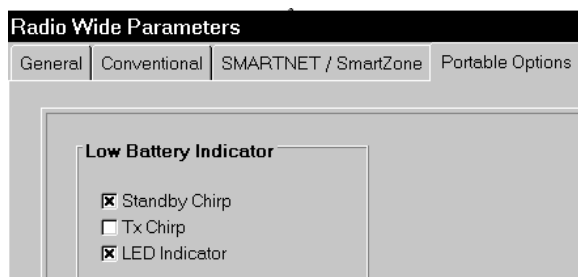 Radio Wide Parameters
General Conventional SMARTNET / SmartZone Portable Options
Low Battery Indicator
Standby Chirp
Tx Chirp
LED Indicator